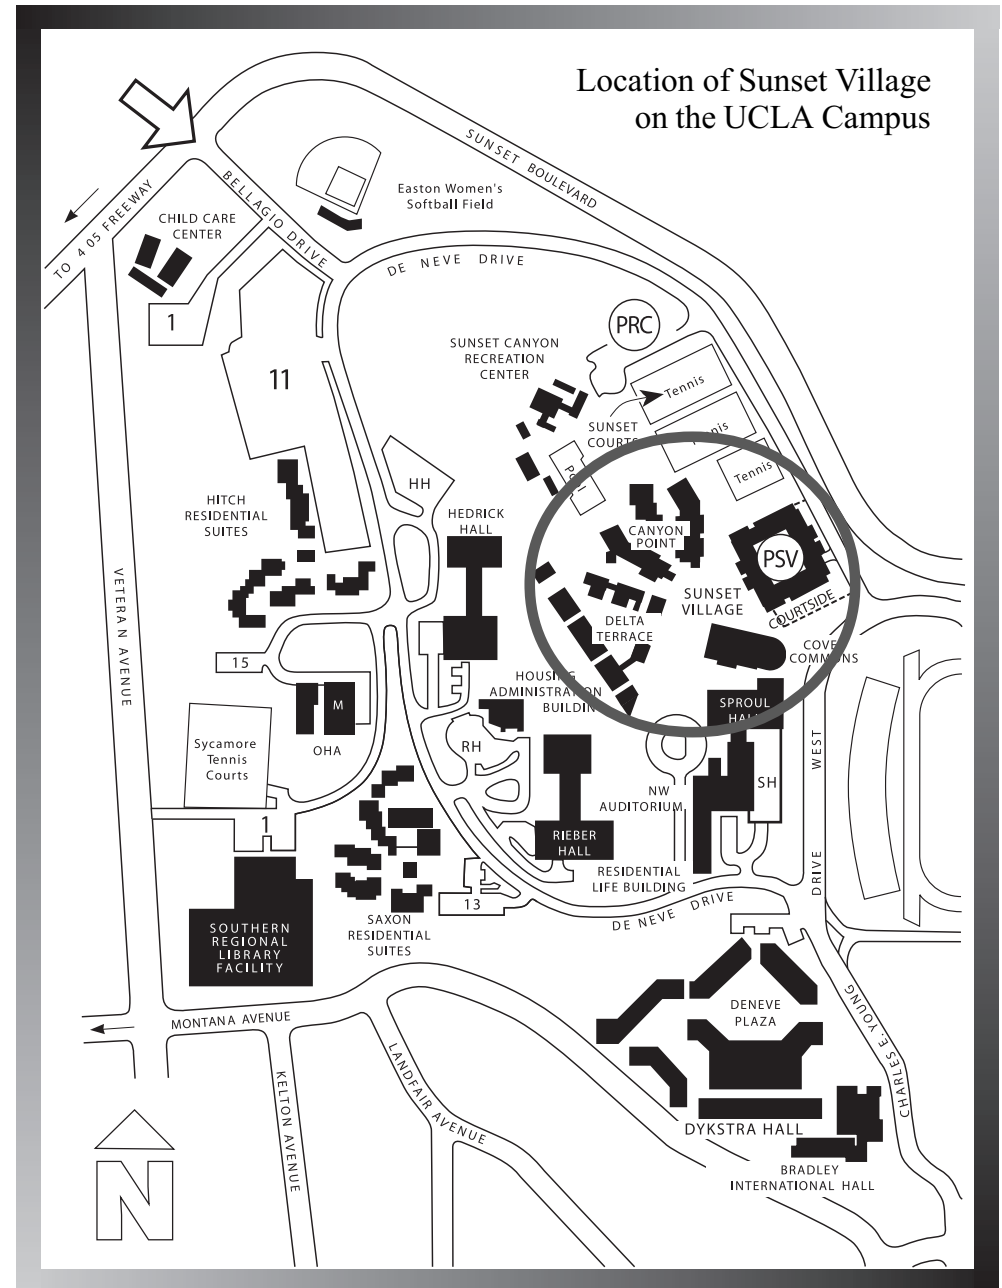 Location of Sunset Village
on the UCLA Campus
SUNSET BOULEVARD
TO 405 FREEWAY
BELLAGIO DRIVE
Easton Women's
Softball Field
CHILD CARE
CENTER
DE NEVE DRIVE
1
PRC
SUNSET CANYON
RECREATION
CENTER
11
Tennis
SUNSET
COURTS
Tennis
Tennis
Pool
HH
HITCH
RESIDENTIAL
SUITES
HEDRICK
HALL
CANYON
POINT
PSV
VETERAN AVENUE
SUNSET
VILLAGE
COURTSIDE
DELTA
TERRACE
COVEL
COMMONS
15
HOUSING
ADMINISTRATION
BUILDING
M
SPROUL
HALL
OHA
Sycamore
Tennis
Courts
RH
NW
AUDITORIUM
SH
WEST
1
RIEBER
HALL
RESIDENTIAL
LIFE BUILDING
DRIVE
13
DE NEVE DRIVE
SAXON
RESIDENTIAL
SUITES
SOUTHERN
REGIONAL
LIBRARY
FACILITY
DENEVE
PLAZA
CHARLES E. YOUNG
MONTANA AVENUE
KELTON AVENUE
LANDFAIR AVENUE
DYKSTRA HALL
BRADLEY
INTERNATIONAL HALL
N